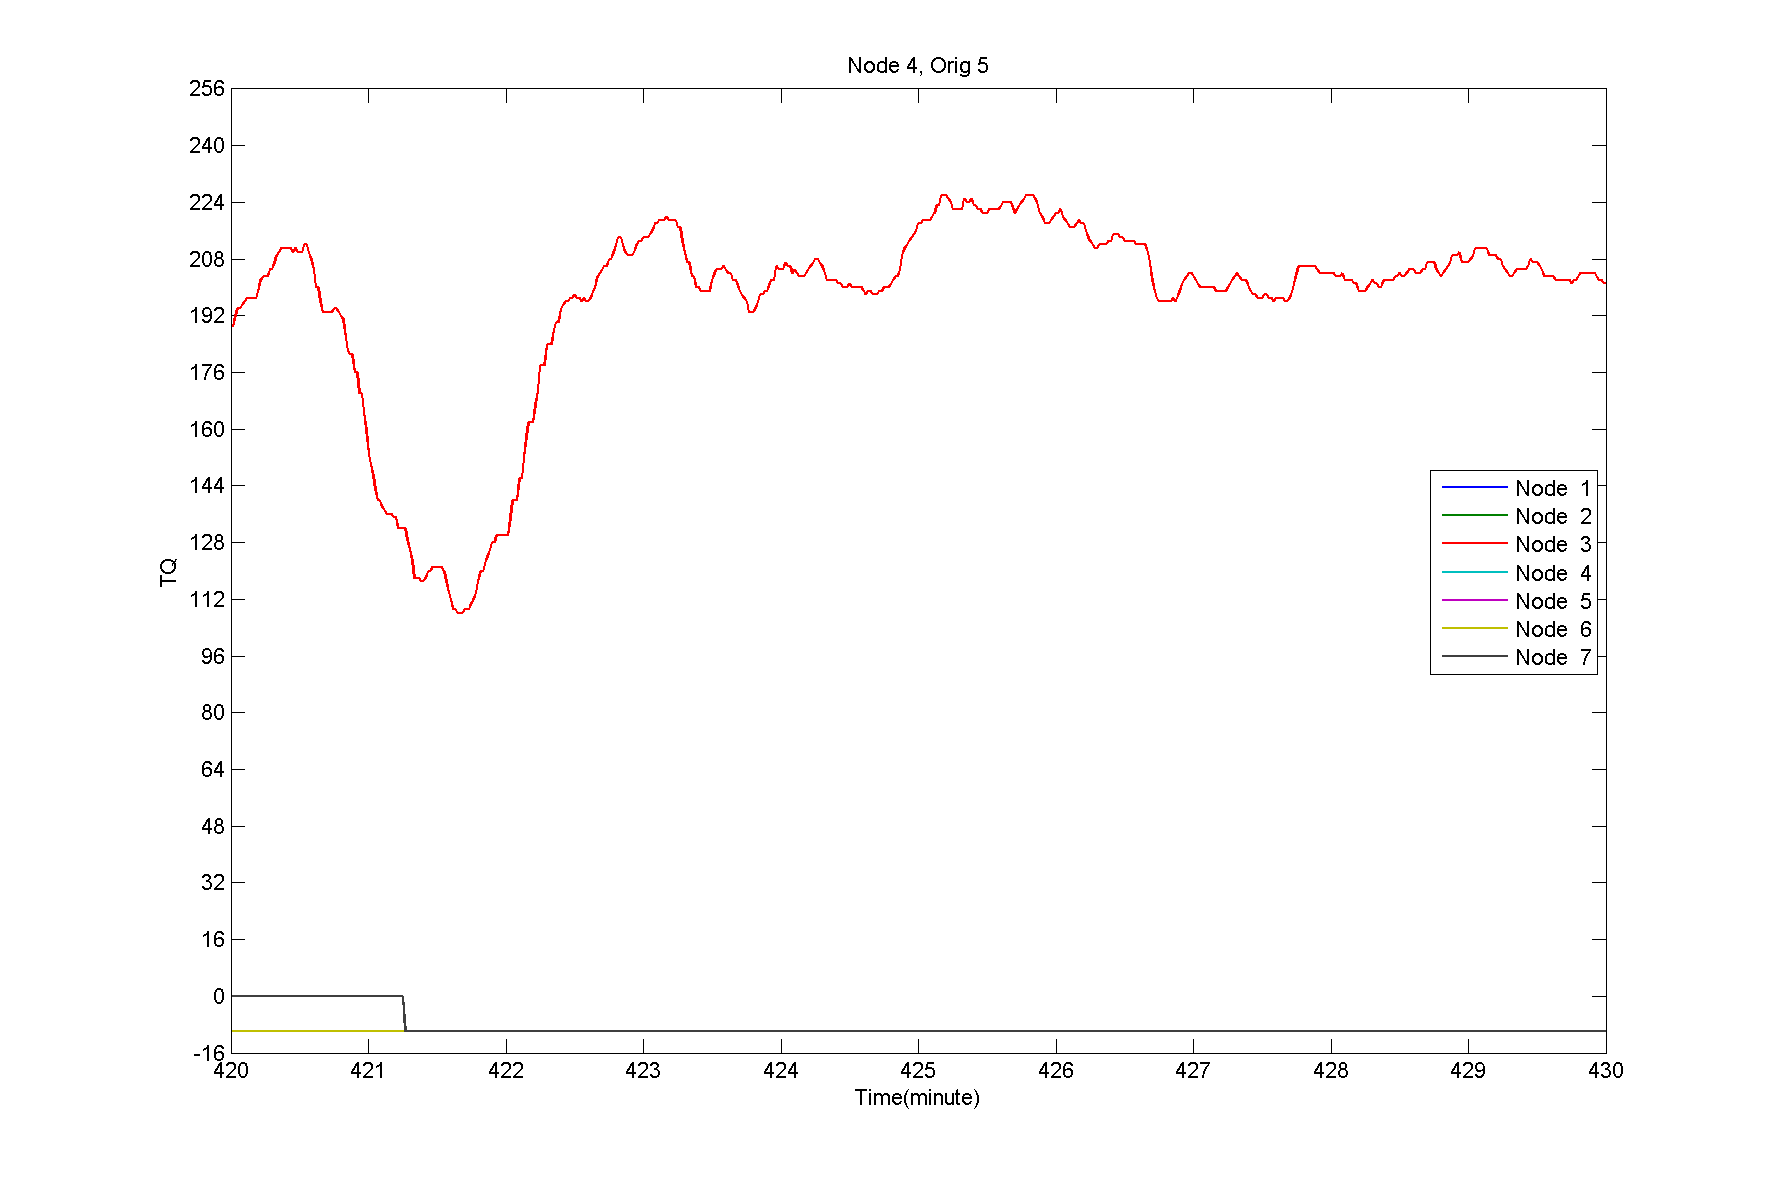 Node 4, Orig 5
256
240
224
208
192
176
160
144
128
112
96
80
64
48
32
16
0
-16
TQ
420 421 422 423 424 425 426 427 428 429 430
Time(minute)
Node 1
Node 2
Node 3
Node 4
Node 5
Node 6
Node 7